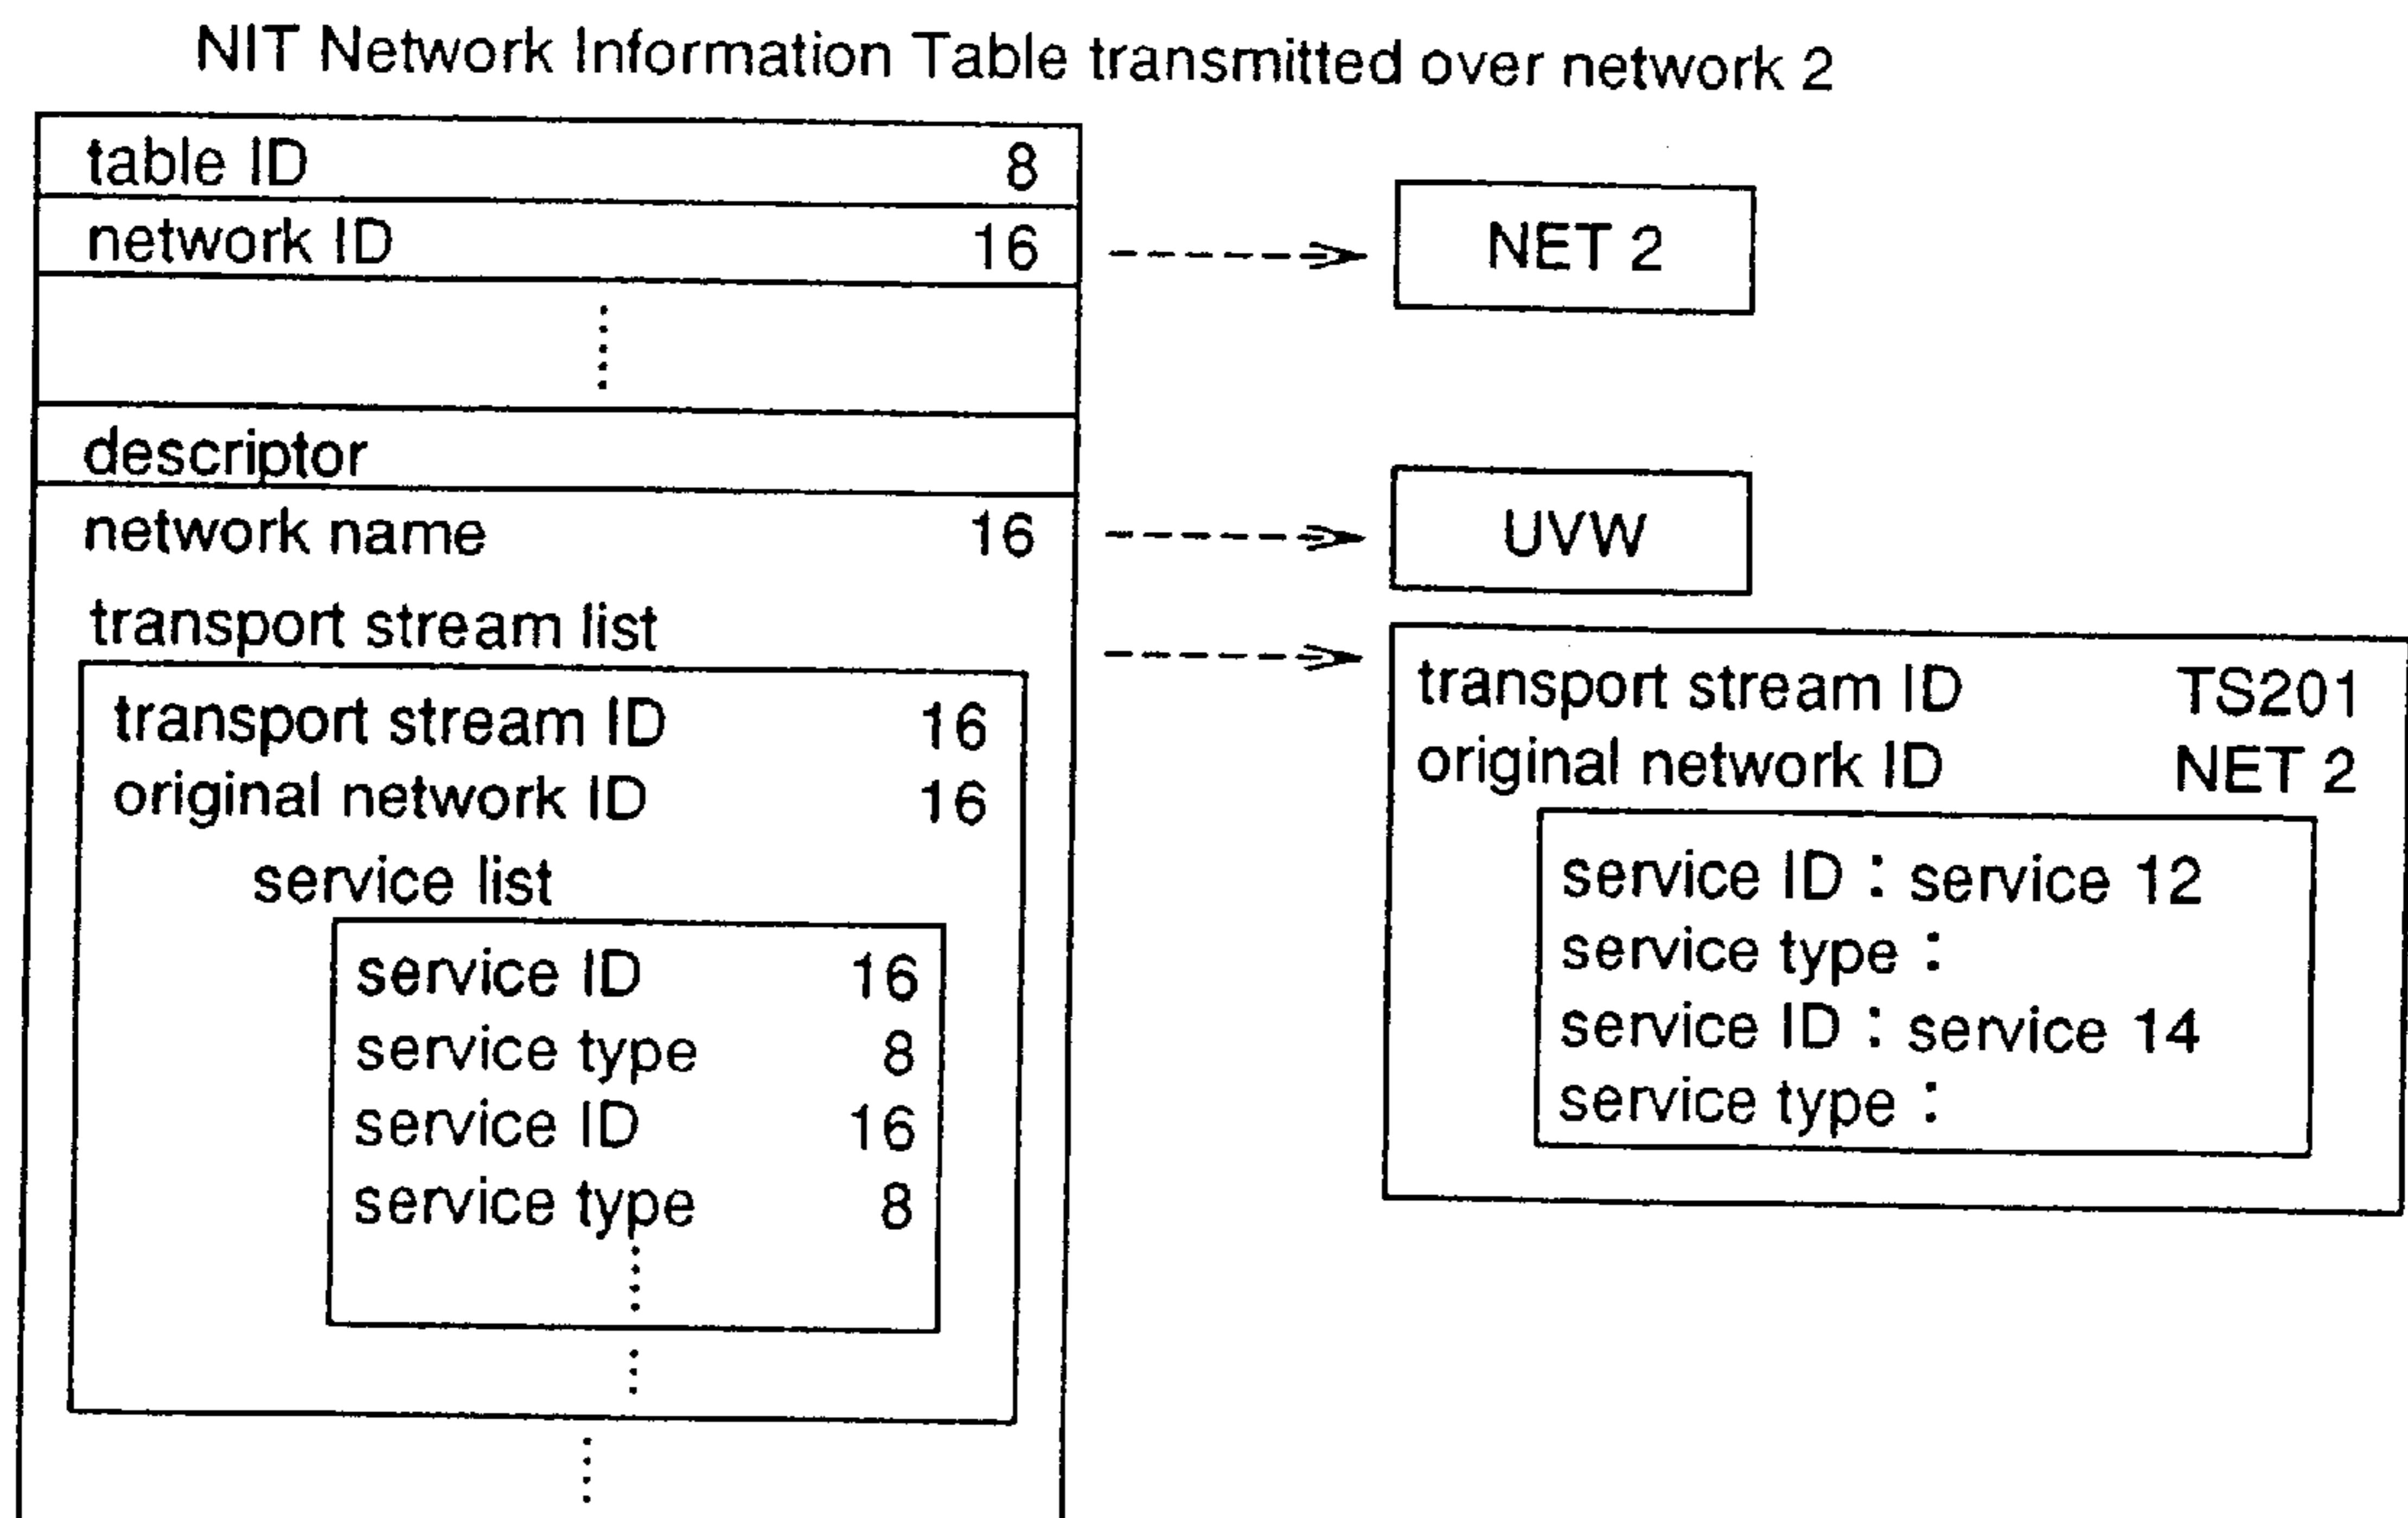 NIT Network Information Table transmitted over network 2
table ID 8
network ID 16
NET 2
descriptor
network name 16
UVW
transport stream list
transport stream ID 16
original network ID 16
service list
service ID 16
service type 8
service ID 16
service type 8
transport stream ID TS201
original network ID NET 2
service ID : service 12
service type :
service ID : service 14
service type :